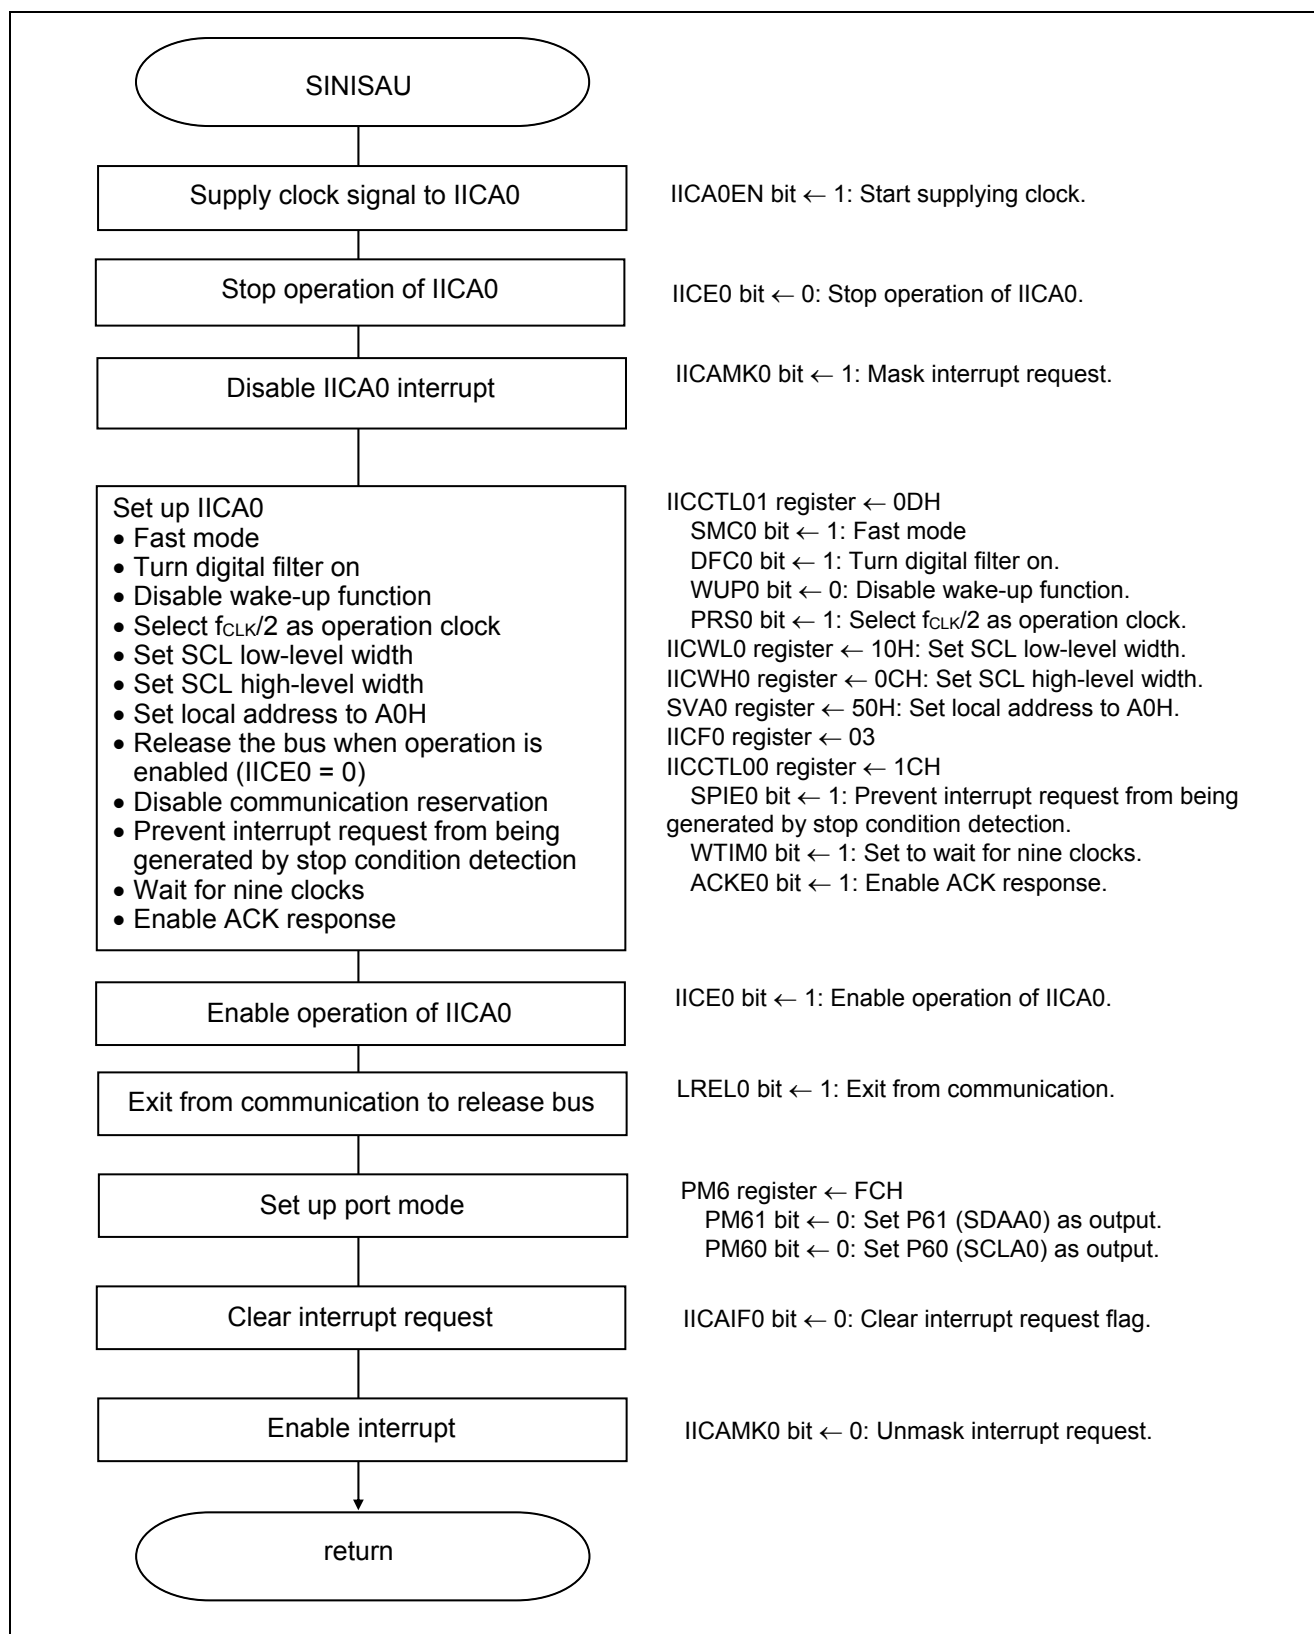 SINISAU
Supply clock signal to IICA0
IICA0EN bit ← 1: Start supplying clock.
Stop operation of IICA0
IICE0 bit ← 0: Stop operation of IICA0.
Disable IICA0 interrupt
IICAMK0 bit ← 1: Mask interrupt request.
Set up IICA0
• Fast mode
• Turn digital filter on
• Disable wake-up function
• Select fCLK/2 as operation clock
• Set SCL low-level width
• Set SCL high-level width
• Set local address to A0H
• Release the bus when operation is
enabled (IICE0 = 0)
• Disable communication reservation
• Prevent interrupt request from being
generated by stop condition detection
• Wait for nine clocks
• Enable ACK response
IICCTL01 register ← 0DH
SMC0 bit ← 1: Fast mode
DFC0 bit ← 1: Turn digital filter on.
WUP0 bit ← 0: Disable wake-up function.
PRS0 bit ← 1: Select fCLK/2 as operation clock.
IICWL0 register ← 10H: Set SCL low-level width.
IICWH0 register ← 0CH: Set SCL high-level width.
SVA0 register ← 50H: Set local address to A0H.
IICF0 register ← 03
IICCTL00 register ← 1CH
SPIE0 bit ← 1: Prevent interrupt request from being
generated by stop condition detection.
WTIM0 bit ← 1: Set to wait for nine clocks.
ACKE0 bit ← 1: Enable ACK response.
Enable operation of IICA0
IICE0 bit ← 1: Enable operation of IICA0.
Exit from communication to release bus
LREL0 bit ← 1: Exit from communication.
Set up port mode
PM6 register ← FCH
PM61 bit ← 0: Set P61 (SDAA0) as output.
PM60 bit ← 0: Set P60 (SCLA0) as output.
Clear interrupt request
IICAIF0 bit ← 0: Clear interrupt request flag.
Enable interrupt
IICAMK0 bit ← 0: Unmask interrupt request.
return